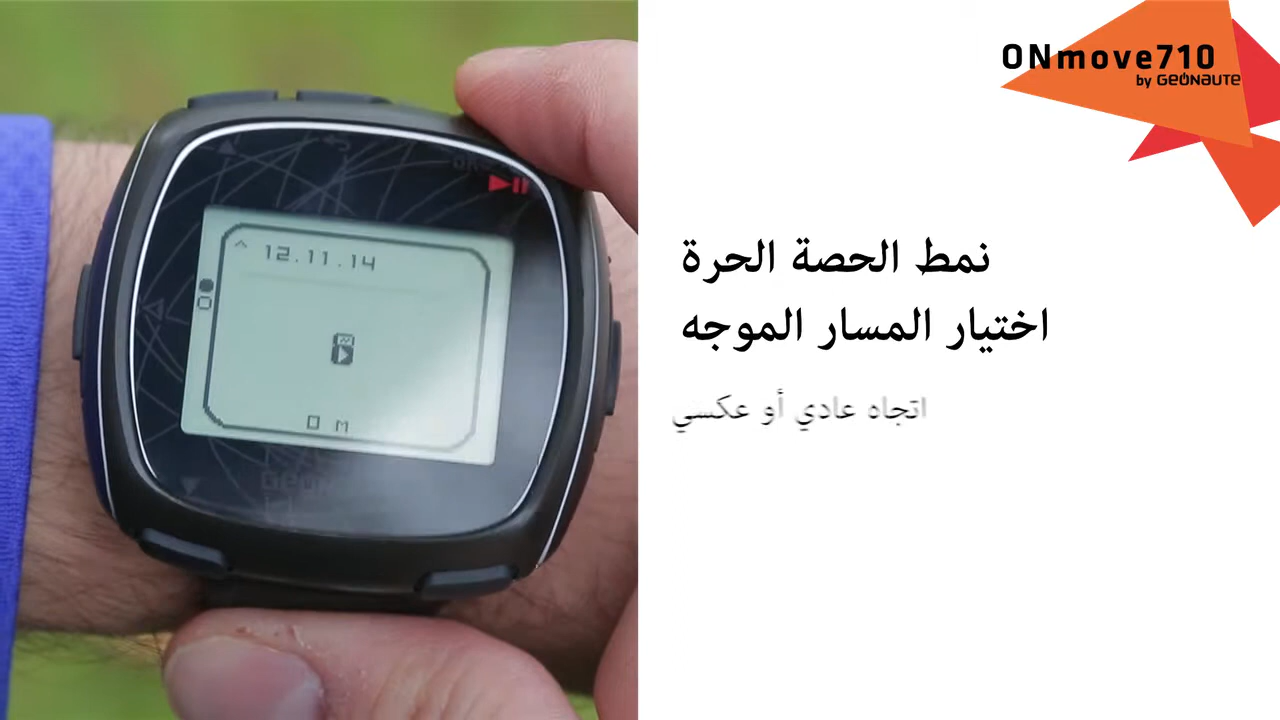 ONmove710
by GEONAUTE
نمط الحصة الحرة
اختيار المسار الموجه
اتجاه عادي أو عكسي
12.11.14
0 M